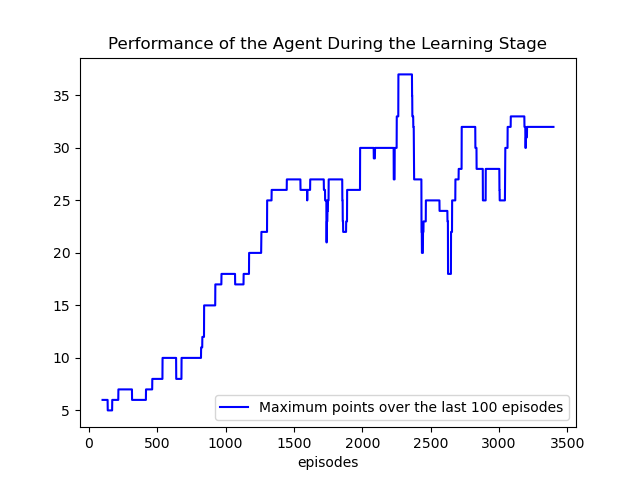 Performance of the Agent During the Learning Stage
35
30
25
20
15
10
5
Maximum points over the last 100 episodes
0 500 1000 1500 2000 2500 3000 3500
episodes